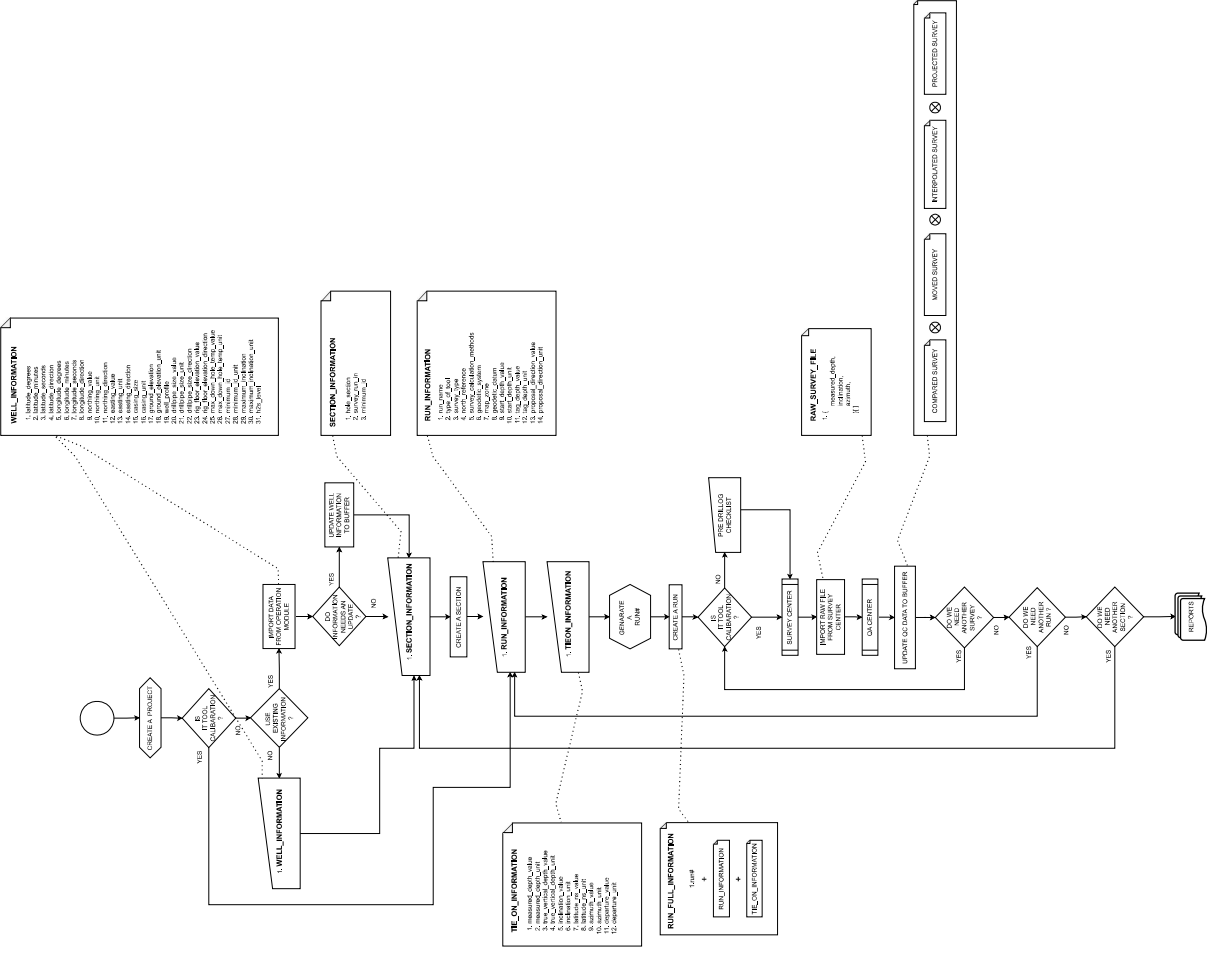 WELL_INFORMATION
1. latitude_degrees
2. latitude_minutes
3. latitude_seconds
4. latitude_direction
5. longitude_degrees
6. longitude_minutes
7. longitude_seconds
8. longitude_direction
9. northing_value
10. northing_unit
11. northing_direction
12. easting_value
13. easting_unit
14. easting_direction
15. casing_size
16. casing_unit
17. ground_elevation
18. ground_elevation_unit
19. well_profile
20. drillpipe_size_value
21. drillpipe_size_unit
22. drillpipe_size_direction
23. rig_floor_elevation_value
24. rig_floor_elevation_direction
25. max_down_hole_temp_value
26. max_down_hole_temp_unit
27. minimum_id
28. minimum_id_unit
29. maximum_inclination
30. maximum_inclination_unit
31. h2s_level
SECTION_INFORMATION
1. hole_section
2. survey_run_in
3. minimum_id
RUN_INFORMATION
1. run_name
2. type_of_tool
3. survey_type
4. north_reference
5. survey_calculation_methods
6. geodetic_system
7. map_zone
8. geodetic_datum
9. start_depth_value
10. start_depth_unit
11. tag_depth_value
12. tag_depth_unit
13. proposal_direction_value
14. proposal_direction_unit
RAW_SURVEY_FILE
1. {
measured_depth,
inclination,
azimuth,
}[]
COMPARED SURVEY
MOVED SURVEY
INTERPOLATED SURVEY
PROJECTED SURVEY
CREATE A PROJECT
IS
IT TOOL
CALIBARATION
?
YES
NO
USE
EXISTING
INFORMATION
?
YES
NO
1. WELL_INFORMATION
IMPORT DATA
FROM OPERATION
MODULE
DO
INFORMATION
NEEDS AN
UPDATE
?
YES
NO
UPDATE WELL
INFORMATION
TO BUFFER
1. SECTION_INFORMATION
CREATE A SECTION
1. RUN_INFORMATION
1. TIEON_INFORMATION
GENARATE
A
RUN#
CREATE A RUN
IS
IT TOOL
CALIBARATION
?
NO
YES
PRE DRILLOG
CHECKLIST
SURVEY CENTER
IMPORT RAW FILE
FROM SURVEY
CENTER
QA CENTER
UPDATE QC DATA TO BUFFER
DO WE
NEED
ANOTHER
SURVEY
?
YES
NO
DO WE
NEED
ANOTHER
RUN
?
YES
NO
DO WE
NEED
ANOTHER
SECTION
?
YES
REPORTS
TIE_ON_INFORMATION
1. measured_depth_value
2. measured_depth_unit
3. true_vertical_depth_value
4. true_vertical_depth_unit
5. inclination_value
6. inclination_unit
7. latitude_ns_value
8. latitude_ns_unit
9. azimuth_value
10. azimuth_unit
11. departure_value
12. departure_unit
RUN_FULL_INFORMATION
1.run#
+
RUN_INFORMATION
+
TIE_ON_INFORMATION